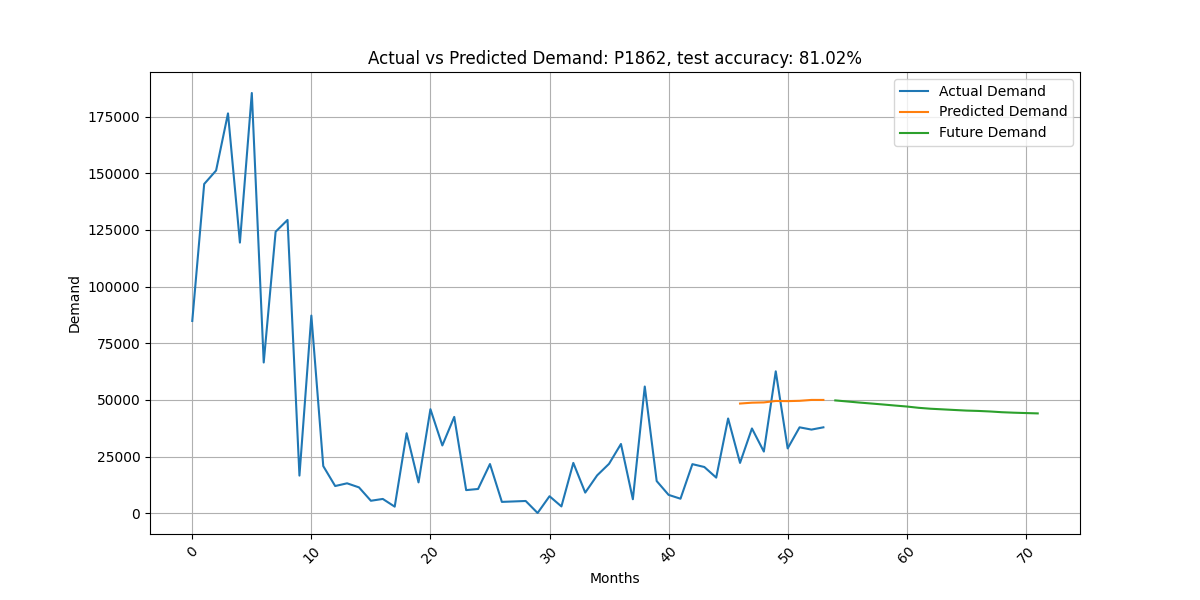 Actual vs Predicted Demand: P1862, test accuracy: 81.02%
Actual Demand
Predicted Demand
Future Demand
Demand
175000
150000
125000
100000
75000
50000
25000
0
0 10 20 30 40 50 60 70
Months